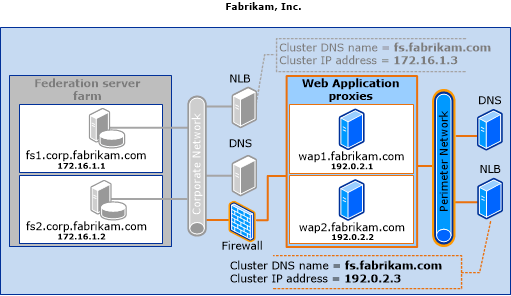 Fabrikam, Inc.
Cluster DNS name = fs.fabrikam.com
Cluster IP address = 172.16.1.3
Federation server
farm
fs1.corp.fabrikam.com
172.16.1.1
fs2.corp.fabrikam.com
172.16.1.2
Corporate Network
NLB
DNS
Firewall
Web Application
proxies
wap1.fabrikam.com
192.0.2.1
wap2.fabrikam.com
192.0.2.2
Perimeter Network
DNS
NLB
Cluster DNS name = fs.fabrikam.com
Cluster IP address = 192.0.2.3